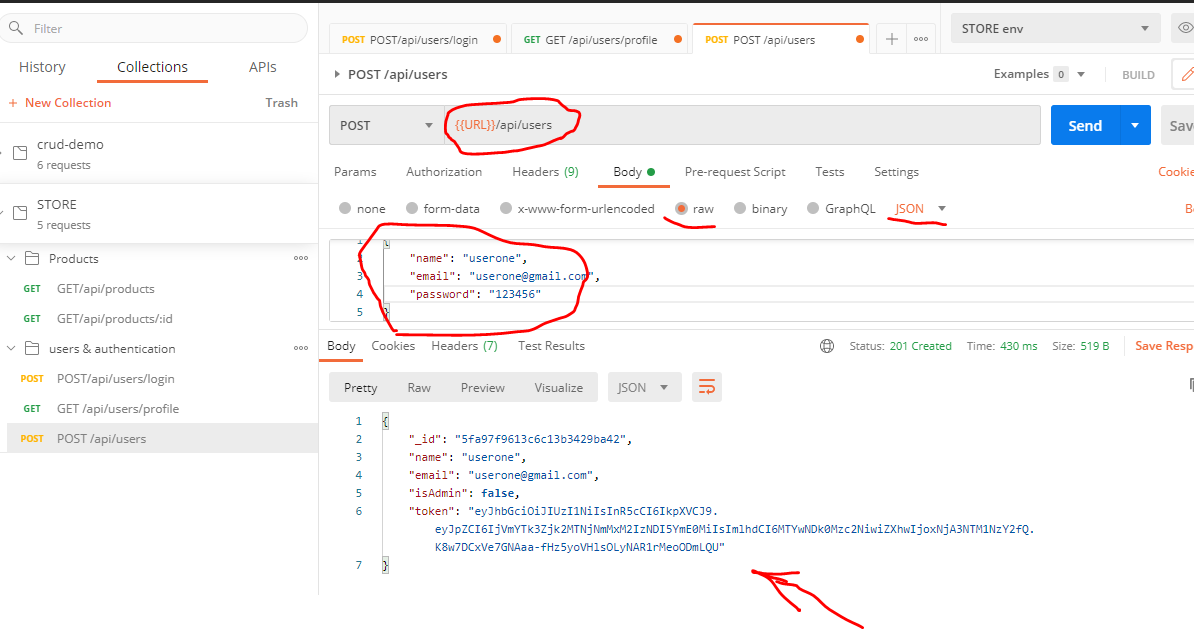 Filter
History Collections APIs
+ New Collection Trash
crud-demo
6 requests
STORE
5 requests
Products
GET GET/api/products
GET GET/api/products/:id
users & authentication
POST POST/api/users/login
GET GET /api/users/profile
POST POST /api/users
POST POST/api/users/login GET GET /api/users/profile POST POST /api/users
STORE env
POST /api/users
Examples 0 BUILD
POST {{URL}}/api/users Send Save
Params Authorization Headers (9) Body Pre-request Script Tests Settings Cookie
none form-data x-www-form-urlencoded raw binary GraphQL JSON Be
1 {
2 "name": "userone",
3 "email": "userone@gmail.com",
4 "password": "123456"
5 }
Body Cookies Headers (7) Test Results Status: 201 Created Time: 430 ms Size: 519 B Save Resp
Pretty Raw Preview Visualize JSON
1 {
2 "_id": "5fa97f9613c6c13b3429ba42",
3 "name": "userone",
4 "email": "userone@gmail.com",
5 "isAdmin": false,
6 "token": "eyJhbGciOiJIUzI1NiIsInR5cCI6IkpXVCJ9.
eyJpZCI6IjVmYTk3Zjk2MTNjNmMxM2IzNDI5YmE0MiIsImlhdCI6MTYwNDk0Mzc2NiwiZXhwIjoxNjA3NTM1NzY2fQ.
K8w7DCxVe7GNAaa-fHz5yoVHlsOLyNAR1rMeoODmLQU"
7 }